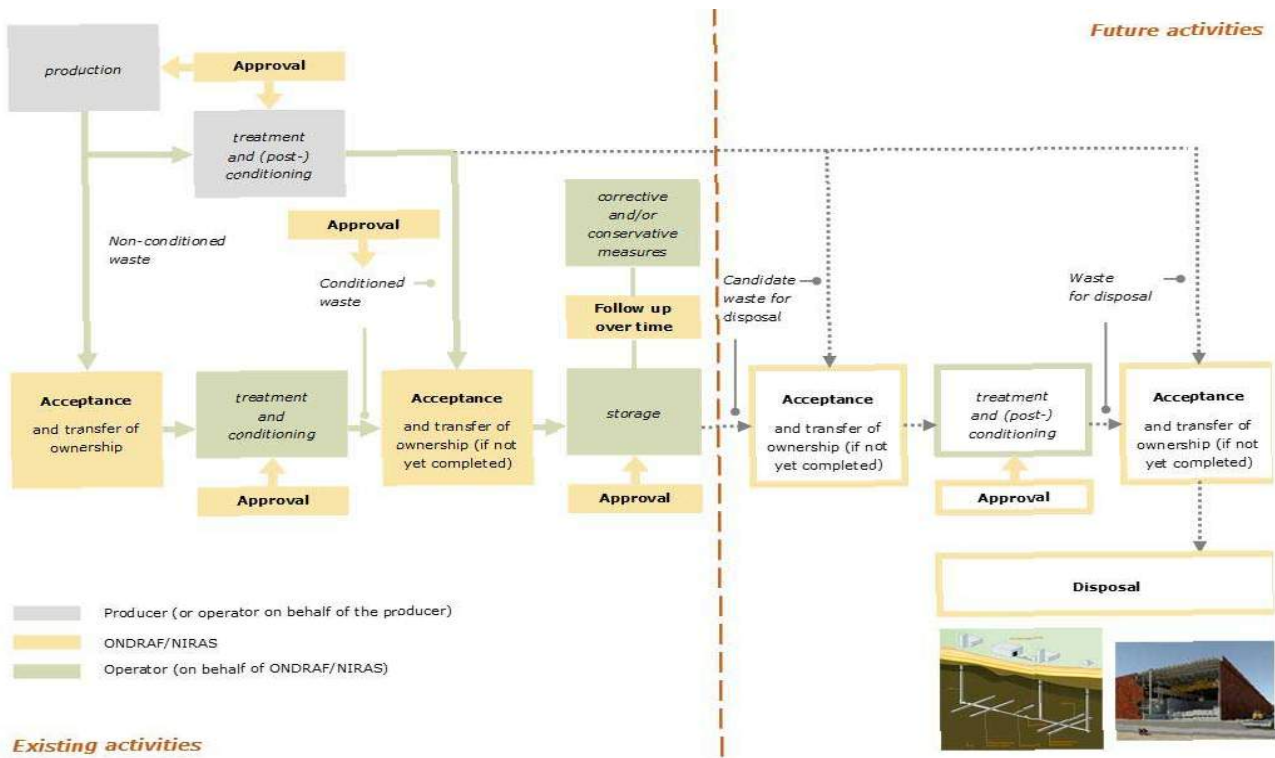 Future activities
production
Approval
treatment
and (post-)
conditioning
Non-conditioned
waste
Approval
Conditioned
waste
corrective
and/or
conservative
measures
Follow up
over time
Candidate
waste for
disposal
Waste
for disposal
Acceptance
and transfer of
ownership
treatment
and
conditioning
Approval
Acceptance
and transfer of
ownership (if not
yet completed)
storage
Approval
Acceptance
and transfer of
ownership (if not
yet completed)
treatment
and (post-)
conditioning
Approval
Acceptance
and transfer of
ownership (if not
yet completed)
Disposal
Producer (or operator on behalf of the producer)
ONDRAF/NIRAS
Operator (on behalf of ONDRAF/NIRAS)
Existing activities